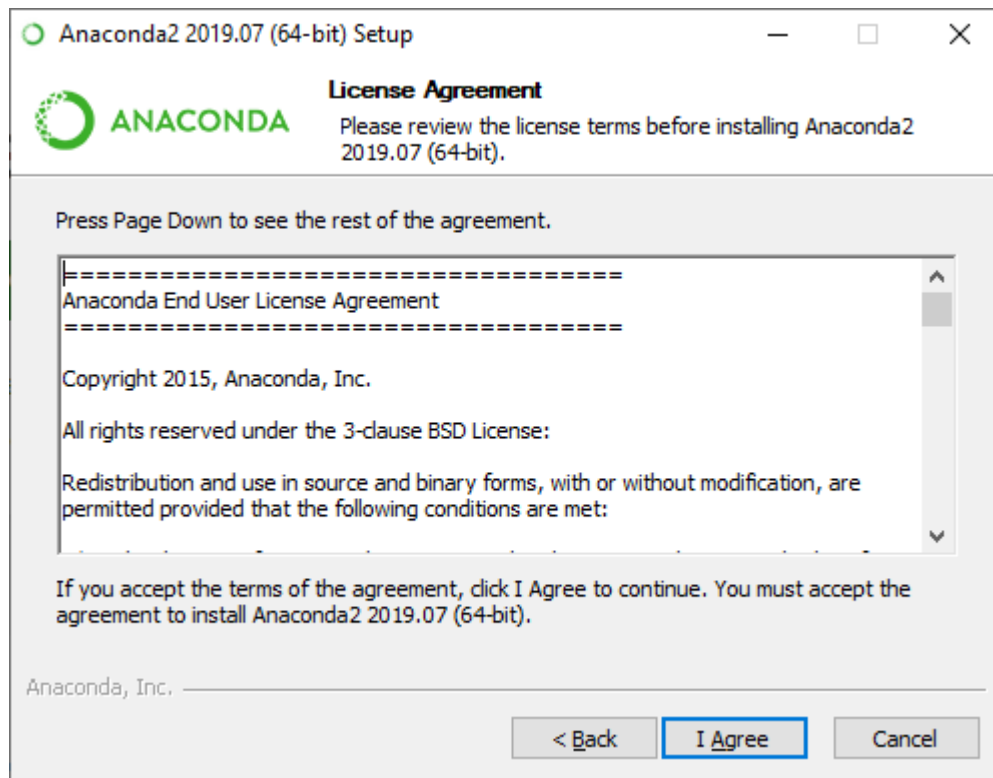 Anaconda2 2019.07 (64-bit) Setup
ANACONDA
License Agreement
Please review the license terms before installing Anaconda2
2019.07 (64-bit).
Press Page Down to see the rest of the agreement.
===================================
Anaconda End User License Agreement
===================================
Copyright 2015, Anaconda, Inc.
All rights reserved under the 3-clause BSD License:
Redistribution and use in source and binary forms, with or without modification, are
permitted provided that the following conditions are met:
If you accept the terms of the agreement, click I Agree to continue. You must accept the
agreement to install Anaconda2 2019.07 (64-bit).
Anaconda, Inc.
< Back
I Agree
Cancel